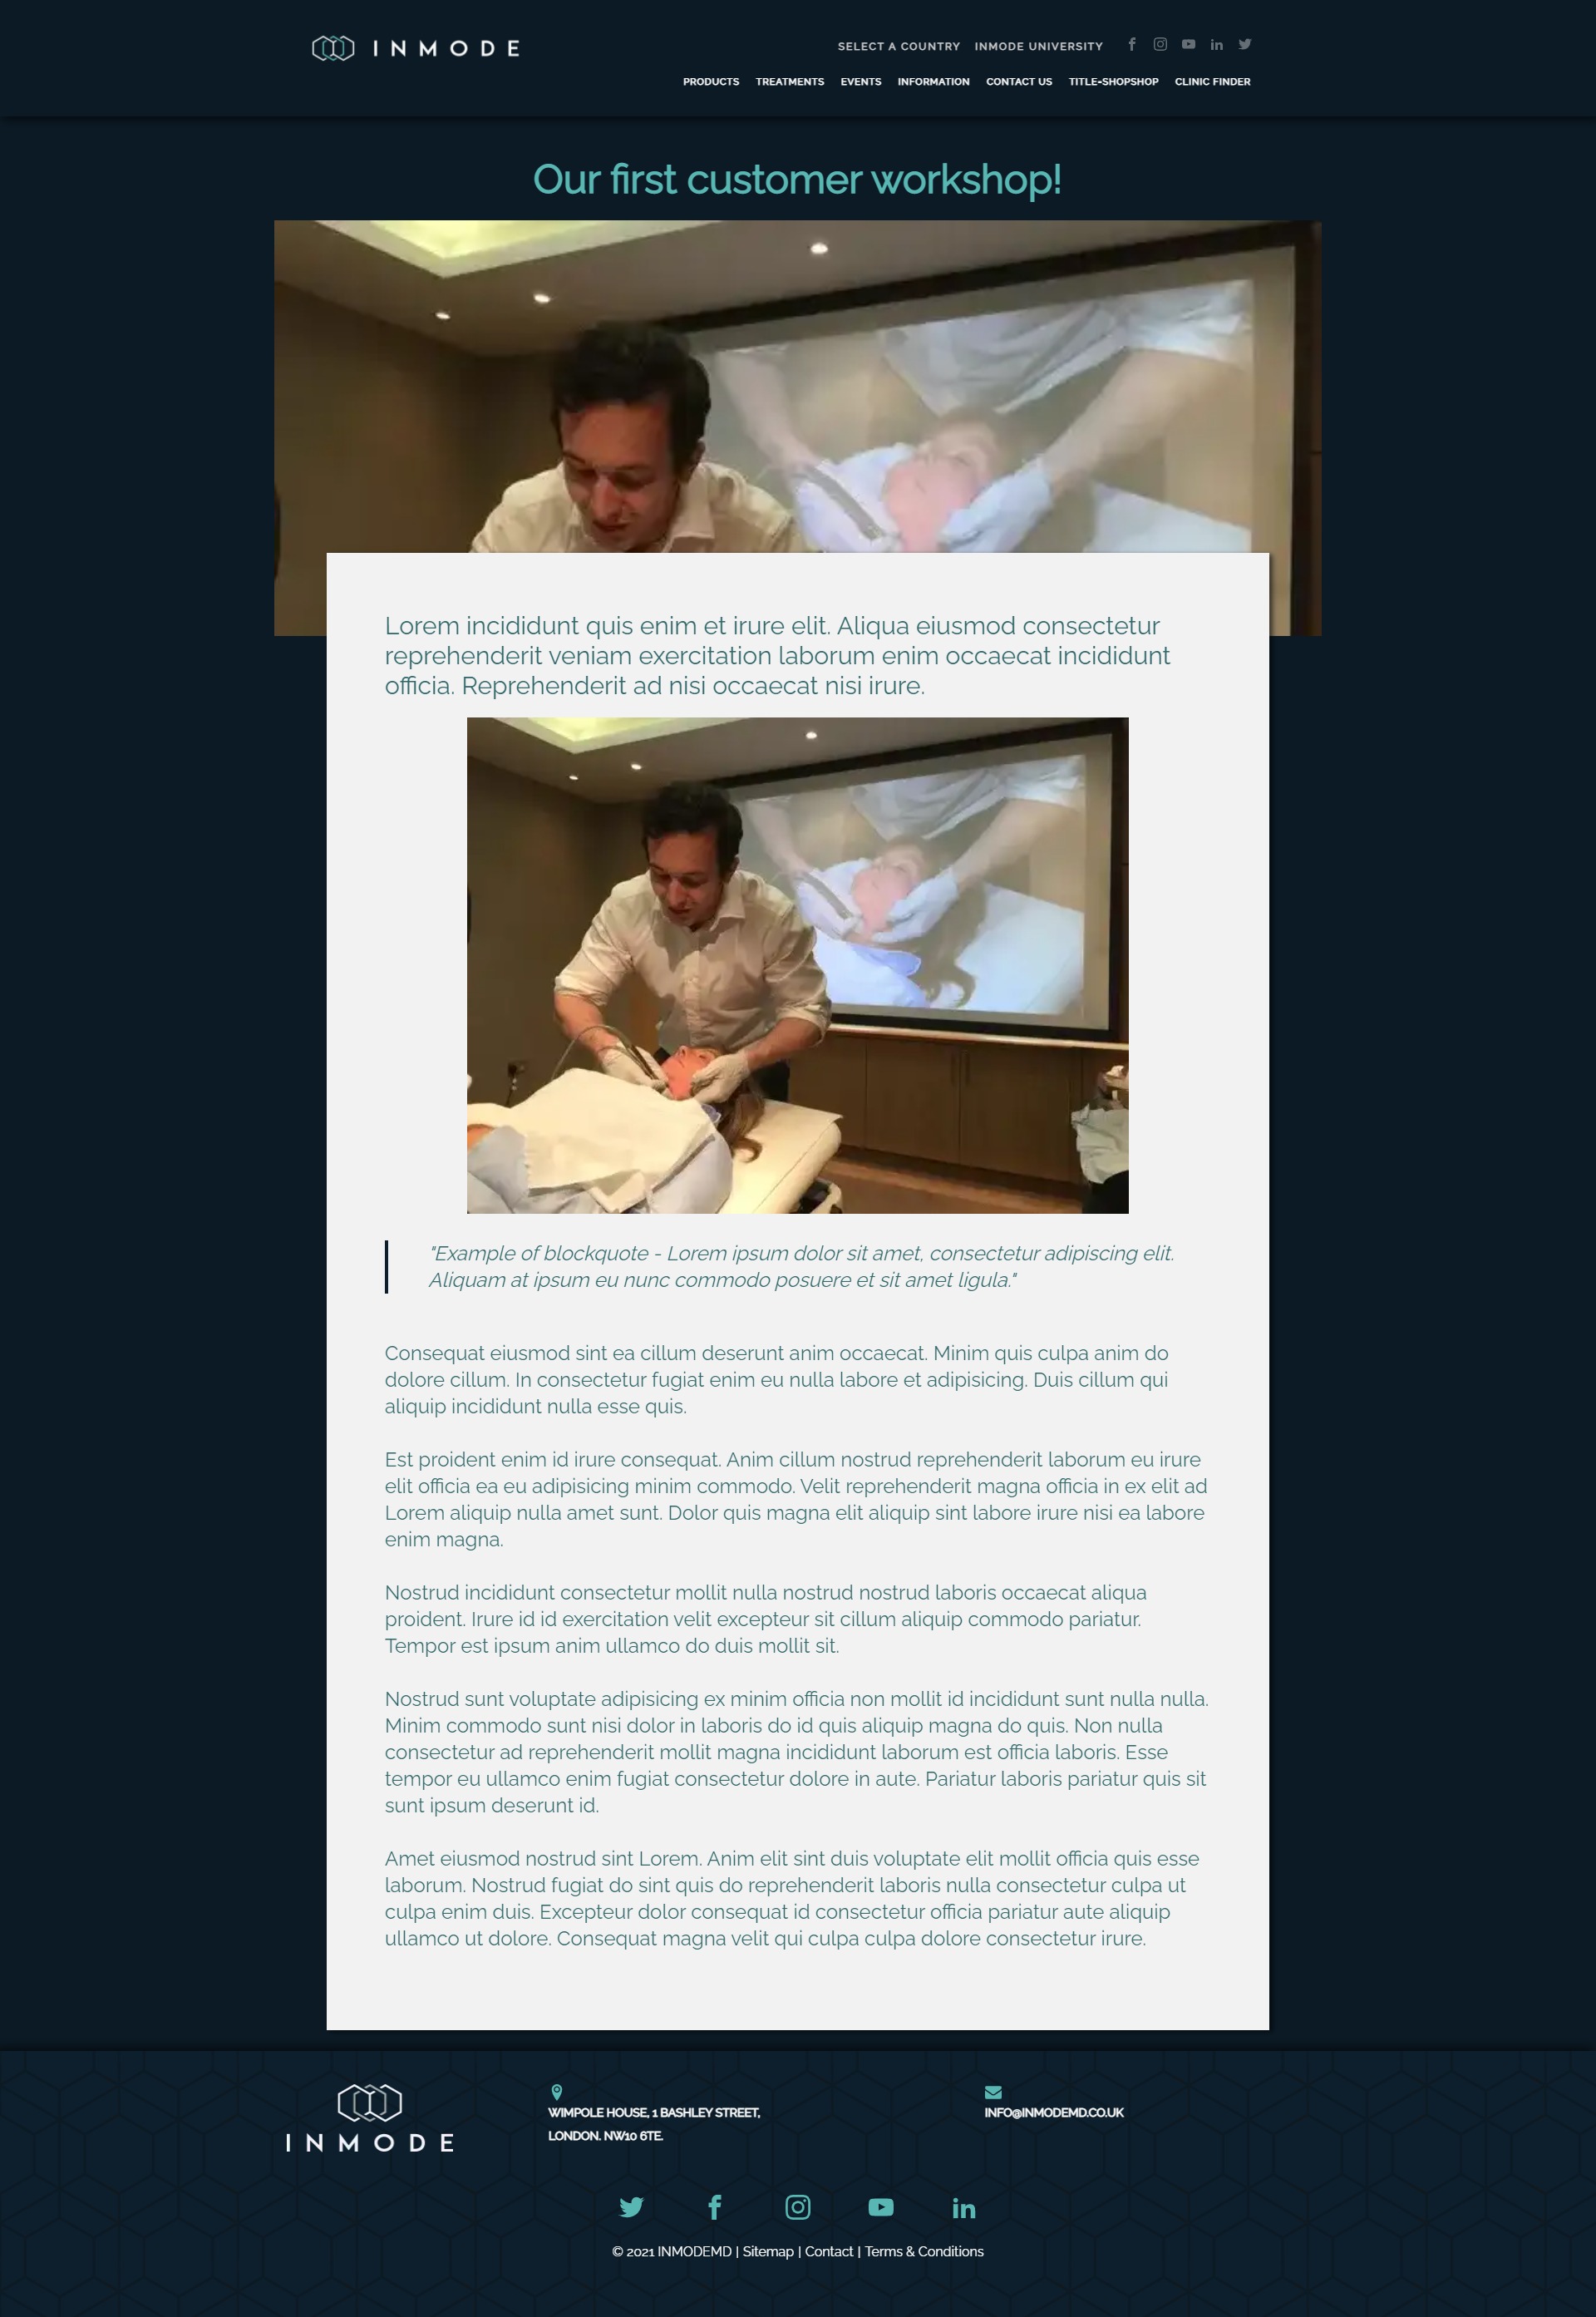 INMODE
SELECT A COUNTRY INMODE UNIVERSITY
PRODUCTS TREATMENTS EVENTS INFORMATION CONTACT US TITLE-SHOPSHOP CLINIC FINDER
Our first customer workshop!
Lorem incididunt quis enim et irure elit. Aliqua eiusmod consectetur
reprehenderit veniam exercitation laborum enim occaecat incididunt
officia. Reprehenderit ad nisi occaecat nisi irure.
"Example of blockquote - Lorem ipsum dolor sit amet, consectetur adipiscing elit.
Aliquam at ipsum eu nunc commodo posuere et sit amet ligula."
Consequat eiusmod sint ea cillum deserunt anim occaecat. Minim quis culpa anim do
dolore cillum. In consectetur fugiat enim eu nulla labore et adipisicing. Duis cillum qui
aliquip incididunt nulla esse quis.
Est proident enim id irure consequat. Anim cillum nostrud reprehenderit laborum eu irure
elit officia ea eu adipisicing minim commodo. Velit reprehenderit magna officia in ex elit ad
Lorem aliquip nulla amet sunt. Dolor quis magna elit aliquip sint labore irure nisi ea labore
enim magna.
Nostrud incididunt consectetur mollit nulla nostrud nostrud laboris occaecat aliqua
proident. Irure id id exercitation velit excepteur sit cillum aliquip commodo pariatur.
Tempor est ipsum anim ullamco do duis mollit sit.
Nostrud sunt voluptate adipisicing ex minim officia non mollit id incididunt sunt nulla nulla.
Minim commodo sunt nisi dolor in laboris do id quis aliquip magna do quis. Non nulla
consectetur ad reprehenderit mollit magna incididunt laborum est officia laboris. Esse
tempor eu ullamco enim fugiat consectetur dolore in aute. Pariatur laboris pariatur quis sit
sunt ipsum deserunt id.
Amet eiusmod nostrud sint Lorem. Anim elit sint duis voluptate elit mollit officia quis esse
laborum. Nostrud fugiat do sint quis do reprehenderit laboris nulla consectetur culpa ut
culpa enim duis. Excepteur dolor consequat id consectetur officia pariatur aute aliquip
ullamco ut dolore. Consequat magna velit qui culpa culpa dolore consectetur irure.
INMODE
WIMPOLE HOUSE, 1 BASHLEY STREET,
LONDON. NW10 6TE.
INFO@INMODEMD.CO.UK
© 2021 INMODEMD | Sitemap | Contact | Terms & Conditions